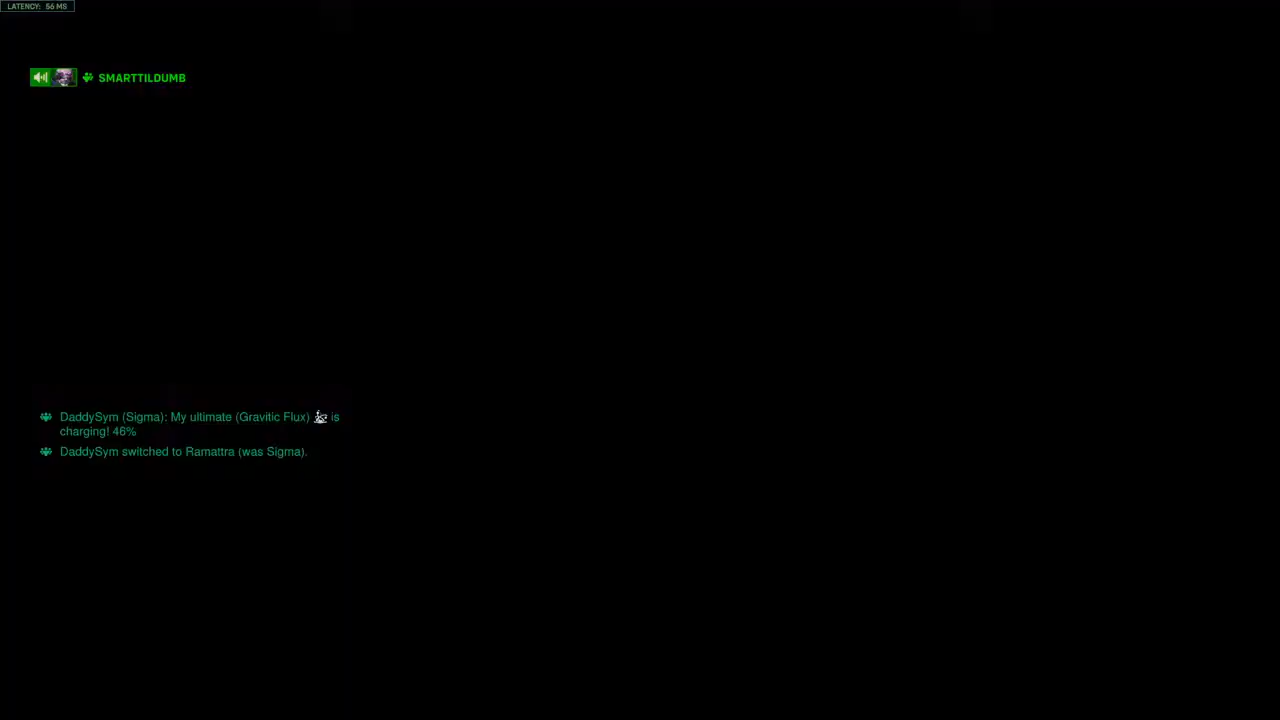 LATENCY: 56 MS
SMARTTILDUMB
DaddySym (Sigma): My ultimate (Gravitic Flux) is
charging! 46%
DaddySym switched to Ramattra (was Sigma).